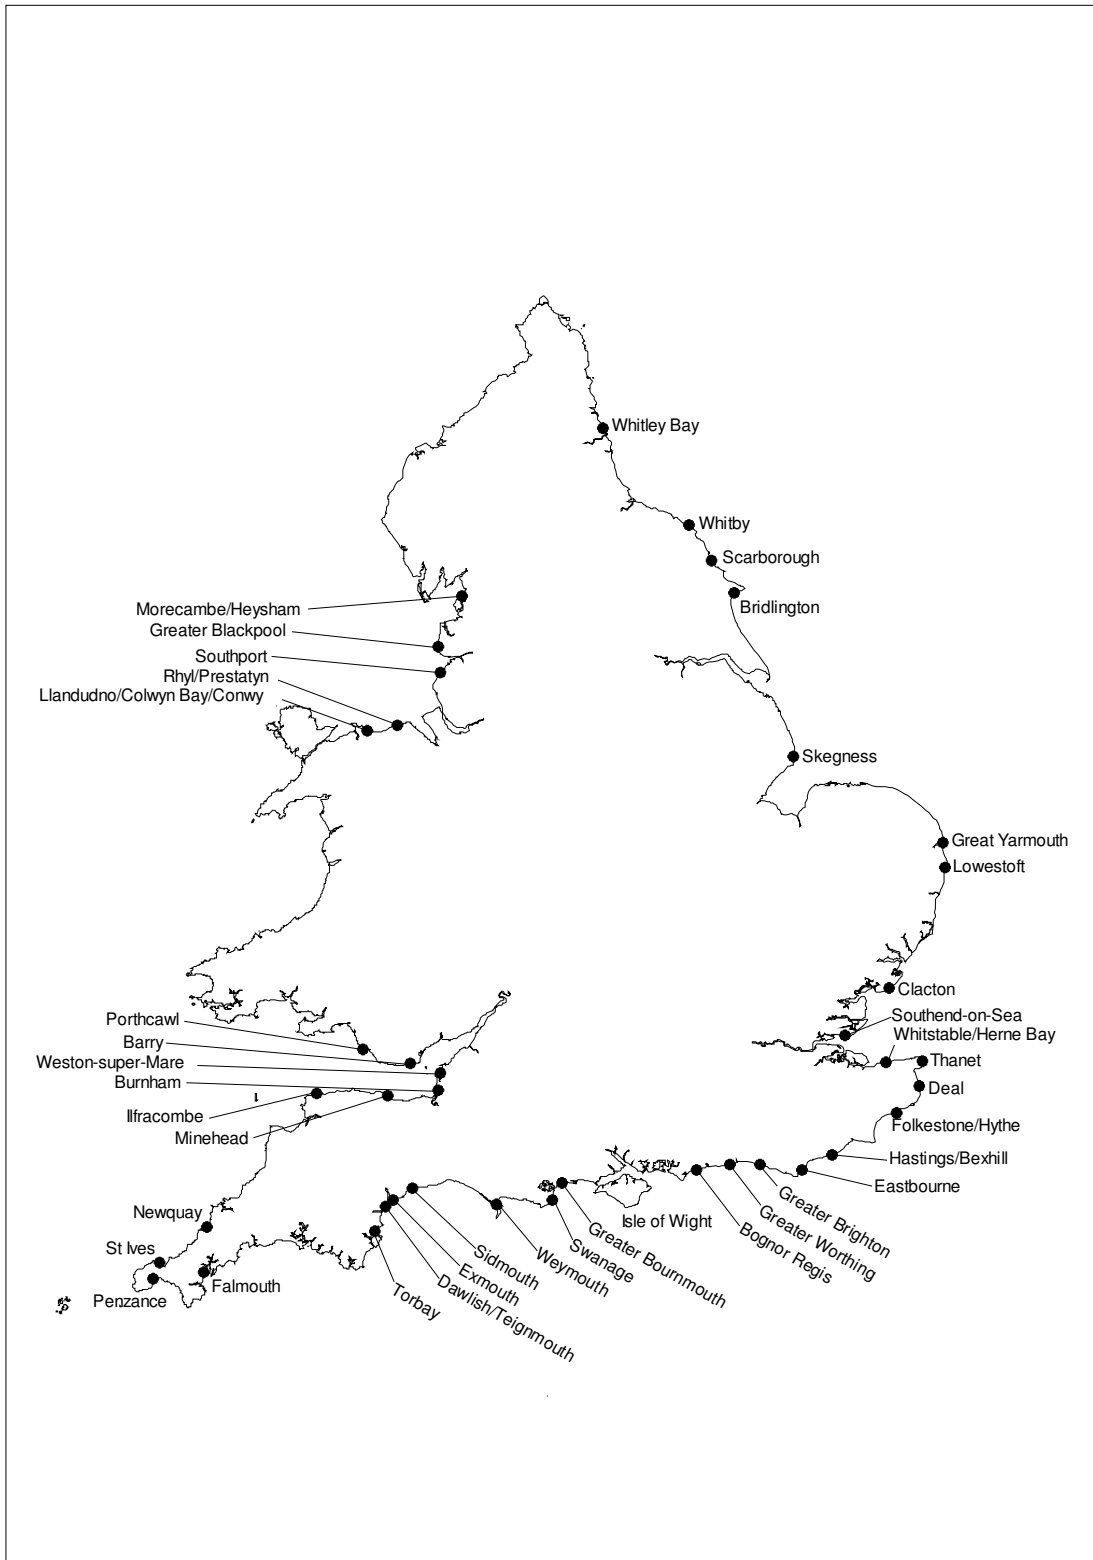 Whitley Bay
Whitby
Scarborough
Bridlington
Morecambe/Heysham
Greater Blackpool
Southport
Rhyl/Prestatyn
Llandudno/Colwyn Bay/Conwy
Skegness
Great Yarmouth
Lowestoft
Clacton
Southend-on-Sea
Whitstable/Herne Bay
Thanet
Deal
Folkestone/Hythe
Hastings/Bexhill
Eastbourne
Porthcawl
Barry
Weston-super-Mare
Burnham
Ilfracombe
Minehead
Newquay
St Ives
Penzance
Falmouth
Torbay
Dawlish/Teignmouth
Exmouth
Sidmouth
Weymouth
Swanage
Greater Bournmouth
Isle of Wight
Bognor Regis
Greater Worthing
Greater Brighton